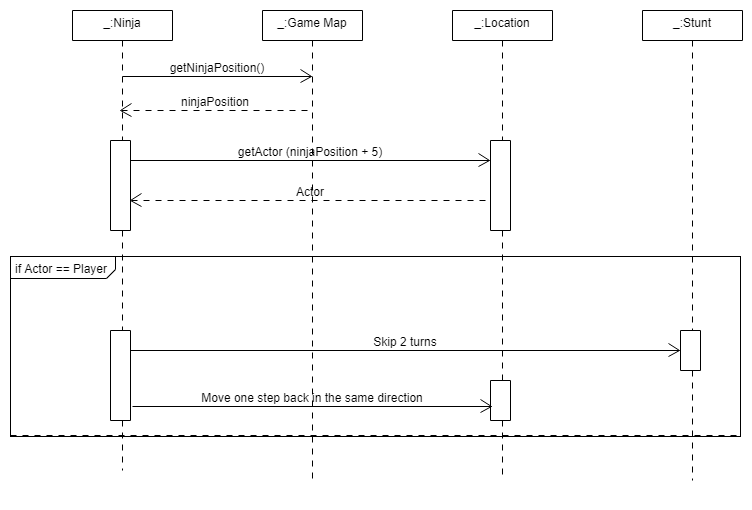 _:Ninja
_:Game Map
_:Location
_:Stunt
getNinjaPosition()
ninjaPosition
getActor (ninjaPosition + 5)
Actor
if Actor == Player
Skip 2 turns
Move one step back in the same direction